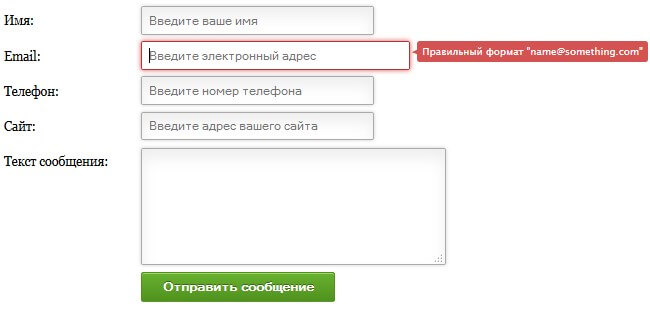 Имя: Введите ваше имя
Email: Введите электронный адрес Правильный формат "name@something.com"
Телефон: Введите номер телефона
Сайт: Введите адрес вашего сайта
Текст сообщения:
Отправить сообщение